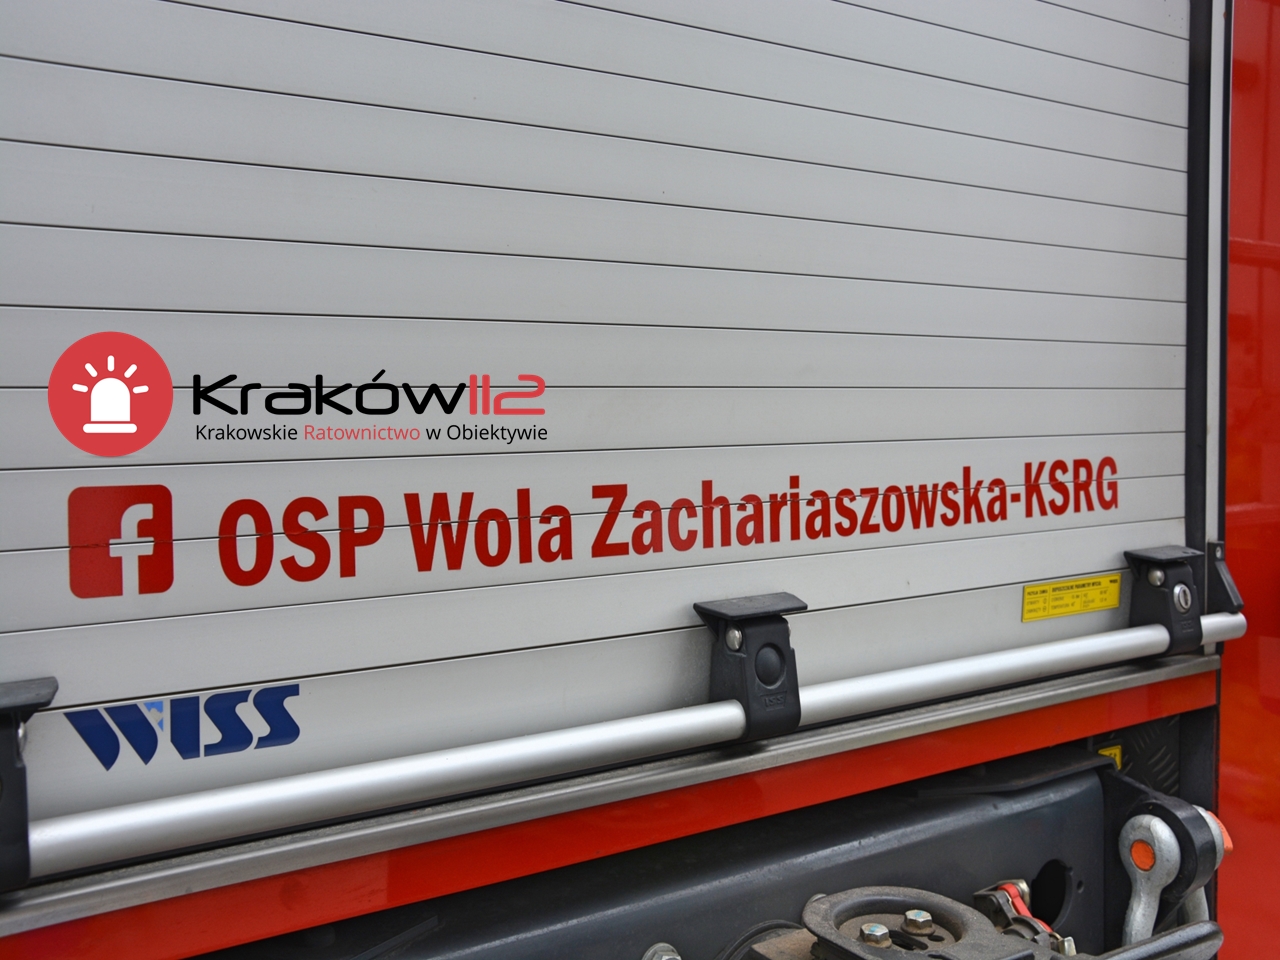 Kraków112
Krakowskie Ratownictwo w Obiektywie
OSP Wola Zachariaszowska-KSRG
WISS